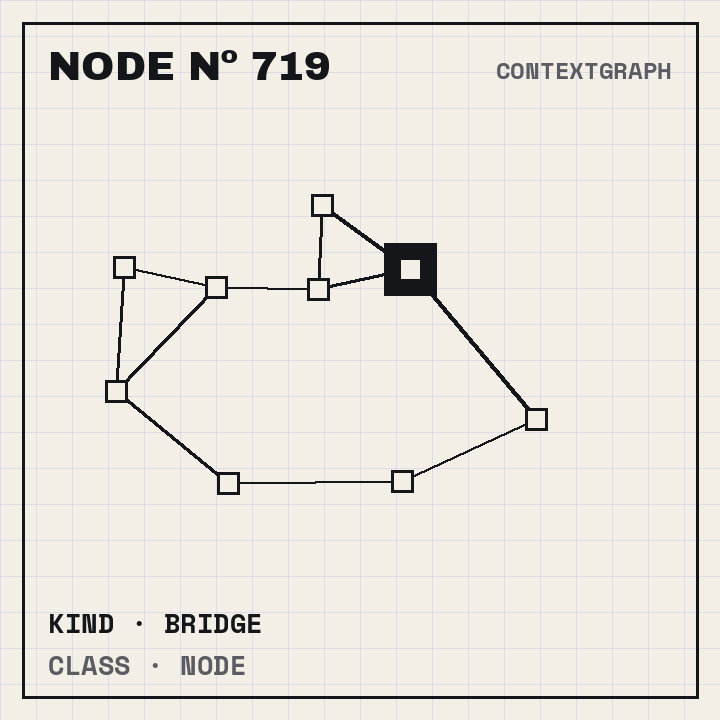 NODE Nº 719
CONTEXTGRAPH
KIND · BRIDGE
CLASS · NODE